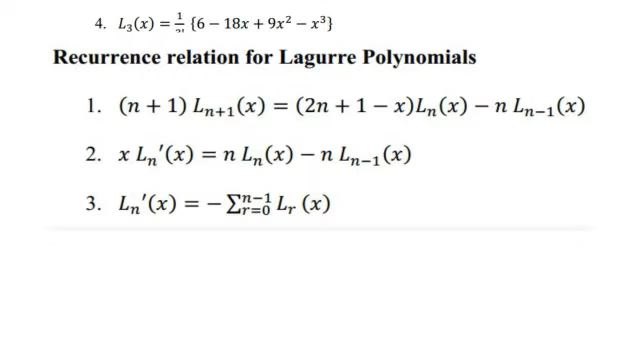 4. L₃(x) = 1/3! {6 − 18x + 9x² − x³}
Recurrence relation for Lagurre Polynomials
1. (n + 1) Lₙ₊₁(x) = (2n + 1 − x)Lₙ(x) − n Lₙ₋₁(x)
2. x Lₙ′(x) = n Lₙ(x) − n Lₙ₋₁(x)
3. Lₙ′(x) = − ∑ᵣ₌₀ⁿ⁻¹ Lᵣ (x)